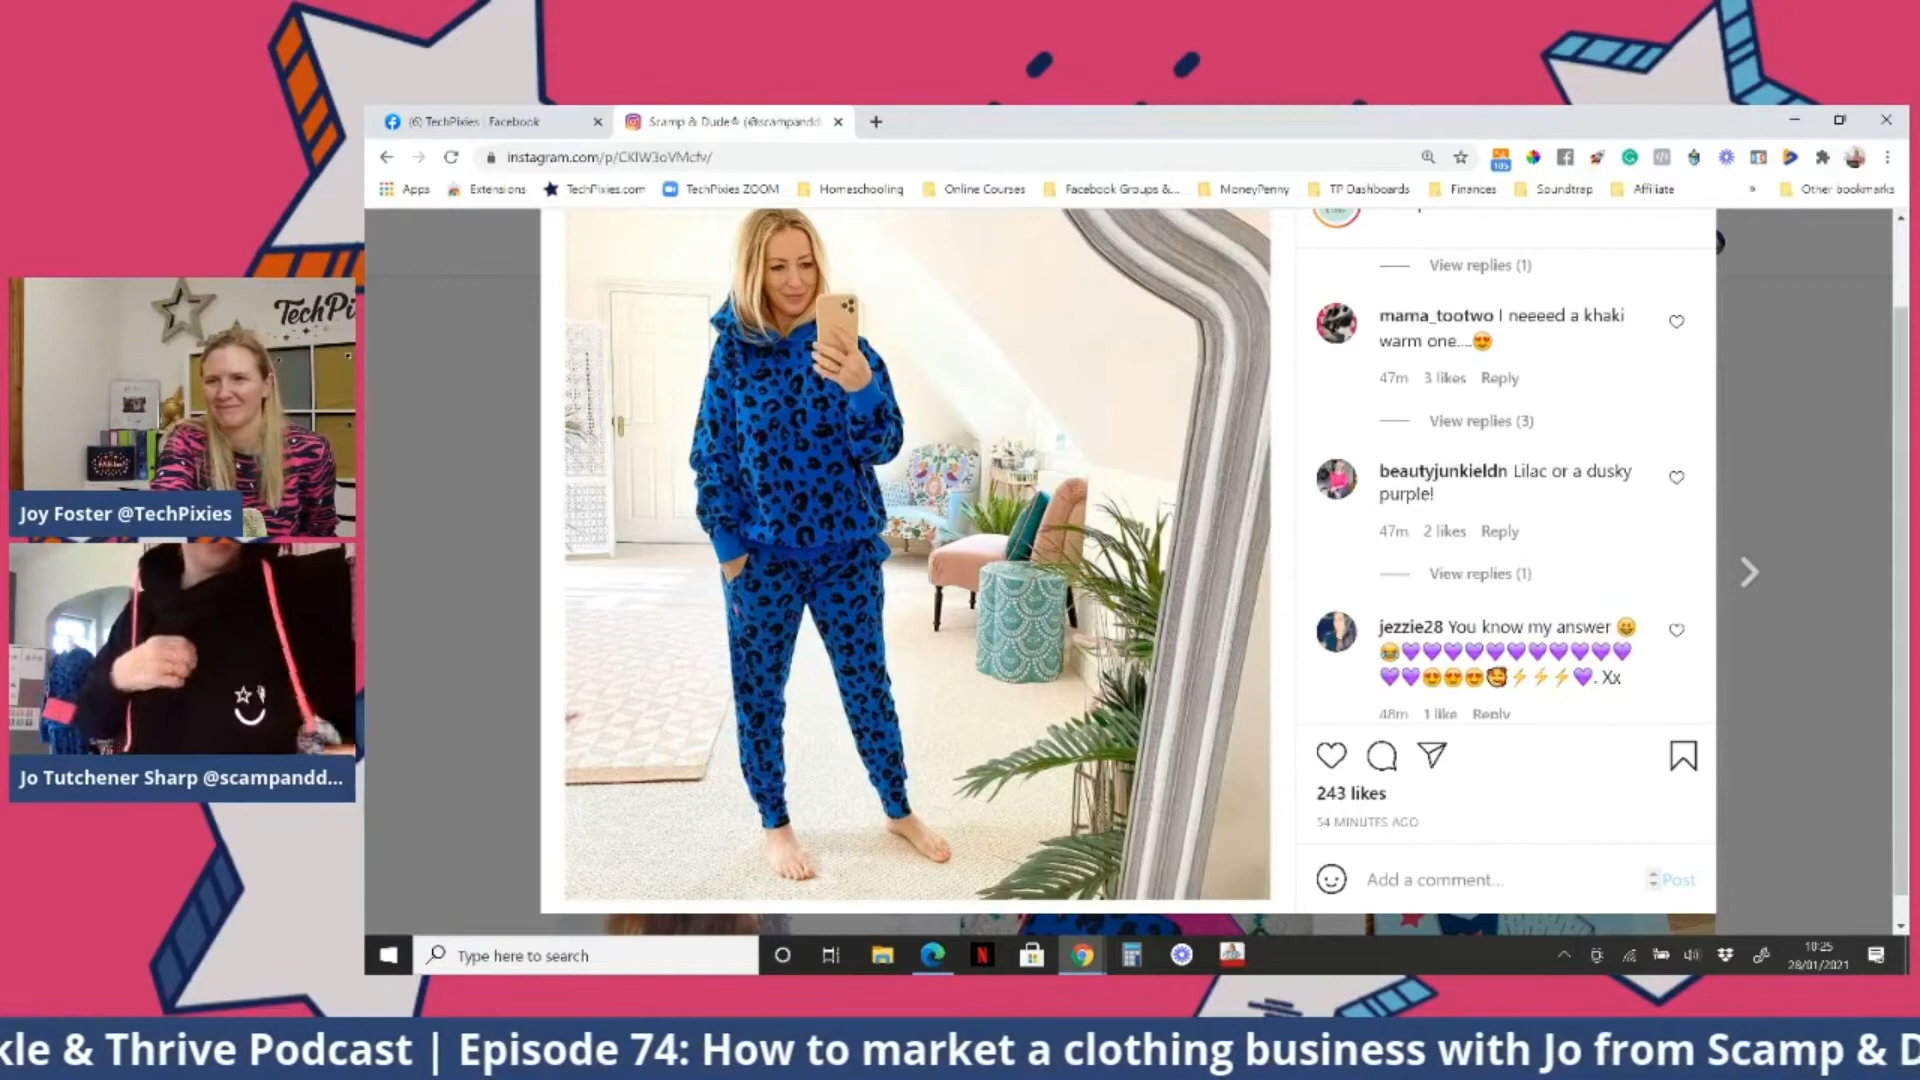 (6) TechPixies | Facebook
Scamp & Dude® (@scampandd
instagram.com/p/CKlW3oVMcfv/
105
Apps
Extensions
TechPixies.com
TechPixies ZOOM
Homeschooling
Online Courses
Facebook Groups &...
MoneyPenny
TP Dashboards
Finances
Soundtrap
Affiliate
»
Other bookmarks
View replies (1)
mama_tootwo I neeeed a khaki
warm one....😍
47m 3 likes Reply
View replies (3)
beautyjunkieldn Lilac or a dusky
purple!
47m 2 likes Reply
View replies (1)
jezzie28 You know my answer 😆
😂💜💜💜💜💜💜💜💜💜💜💜
💜💜😍😍😍🥰⚡⚡⚡💜. Xx
48m 1 like Reply
243 likes
54 MINUTES AGO
Add a comment...
Post
TechPi
Joy Foster @TechPixies
Jo Tutchener Sharp @scampandd...
Type here to search
N
10:25
28/01/2021
kle & Thrive Podcast | Episode 74: How to market a clothing business with Jo from Scamp & D